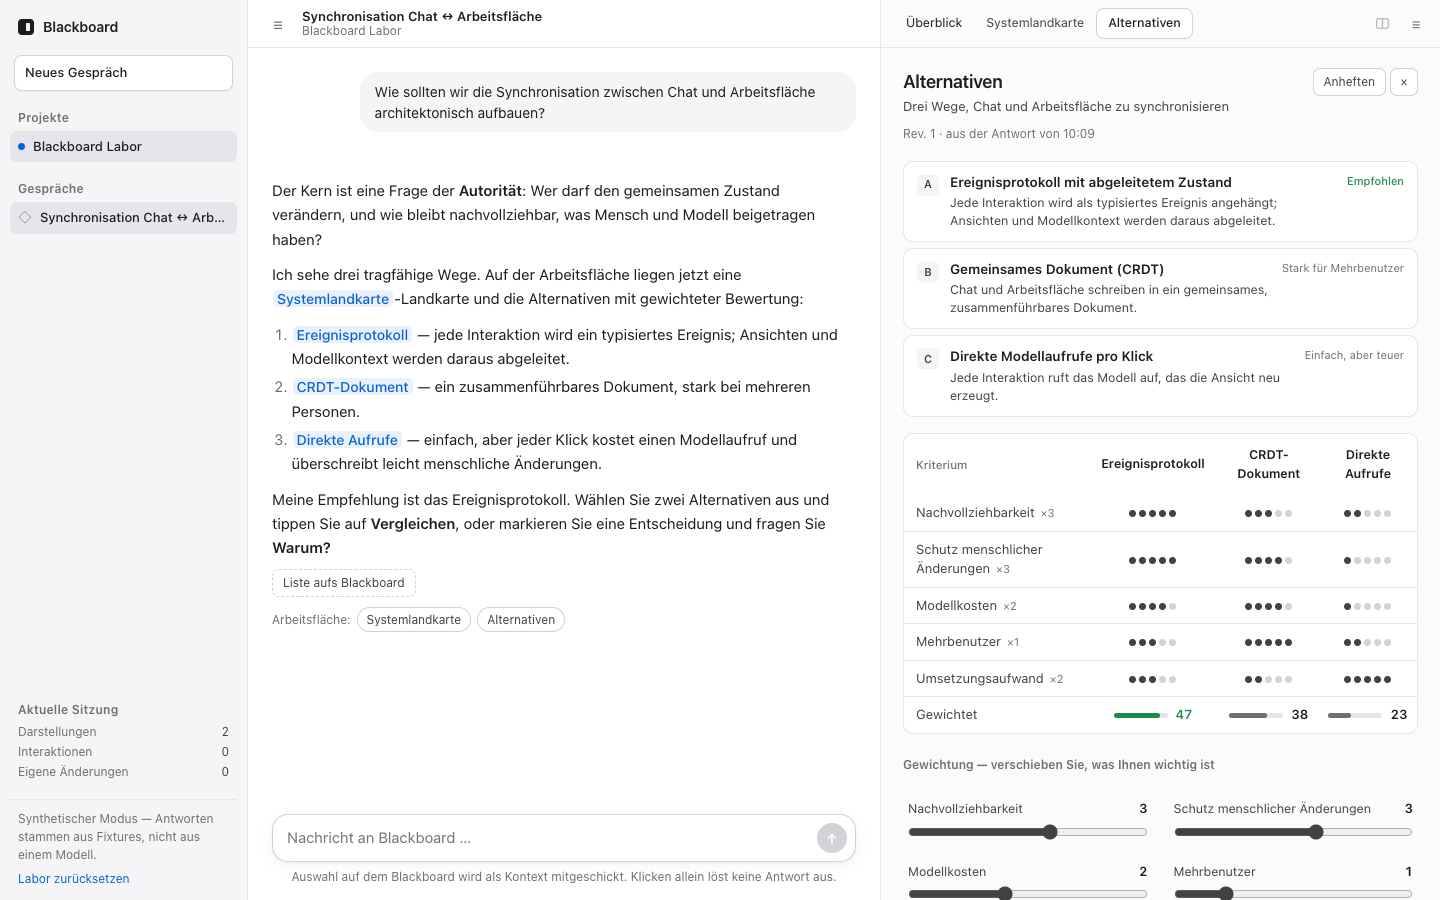 Blackboard
Neues Gespräch
Projekte
Blackboard Labor
Gespräche
Synchronisation Chat ↔ Arb...
Aktuelle Sitzung
Darstellungen 2
Interaktionen 0
Eigene Änderungen 0
Synthetischer Modus — Antworten
stammen aus Fixtures, nicht aus
einem Modell.
Labor zurücksetzen
Synchronisation Chat ↔ Arbeitsfläche
Blackboard Labor
Wie sollten wir die Synchronisation zwischen Chat und Arbeitsfläche
architektonisch aufbauen?
Der Kern ist eine Frage der Autorität: Wer darf den gemeinsamen Zustand
verändern, und wie bleibt nachvollziehbar, was Mensch und Modell beigetragen
haben?
Ich sehe drei tragfähige Wege. Auf der Arbeitsfläche liegen jetzt eine
Systemlandkarte-Landkarte und die Alternativen mit gewichteter Bewertung:
1. Ereignisprotokoll — jede Interaktion wird ein typisiertes Ereignis; Ansichten und
Modellkontext werden daraus abgeleitet.
2. CRDT-Dokument — ein zusammenführbares Dokument, stark bei mehreren
Personen.
3. Direkte Aufrufe — einfach, aber jeder Klick kostet einen Modellaufruf und
überschreibt leicht menschliche Änderungen.
Meine Empfehlung ist das Ereignisprotokoll. Wählen Sie zwei Alternativen aus und
tippen Sie auf Vergleichen, oder markieren Sie eine Entscheidung und fragen Sie
Warum?
Liste aufs Blackboard
Arbeitsfläche: Systemlandkarte Alternativen
Nachricht an Blackboard ...
Auswahl auf dem Blackboard wird als Kontext mitgeschickt. Klicken allein löst keine Antwort aus.
Überblick Systemlandkarte Alternativen
Alternativen
Anheften ×
Drei Wege, Chat und Arbeitsfläche zu synchronisieren
Rev. 1 · aus der Antwort von 10:09
A Ereignisprotokoll mit abgeleitetem Zustand Empfohlen
Jede Interaktion wird als typisiertes Ereignis angehängt;
Ansichten und Modellkontext werden daraus abgeleitet.
B Gemeinsames Dokument (CRDT) Stark für Mehrbenutzer
Chat und Arbeitsfläche schreiben in ein gemeinsames,
zusammenführbares Dokument.
C Direkte Modellaufrufe pro Klick Einfach, aber teuer
Jede Interaktion ruft das Modell auf, das die Ansicht neu
erzeugt.
Kriterium Ereignisprotokoll CRDT-
Dokument Direkte
Aufrufe
Nachvollziehbarkeit ×3
Schutz menschlicher
Änderungen ×3
Modellkosten ×2
Mehrbenutzer ×1
Umsetzungsaufwand ×2
Gewichtet 47 38 23
Gewichtung — verschieben Sie, was Ihnen wichtig ist
Nachvollziehbarkeit 3
Schutz menschlicher Änderungen 3
Modellkosten 2
Mehrbenutzer 1